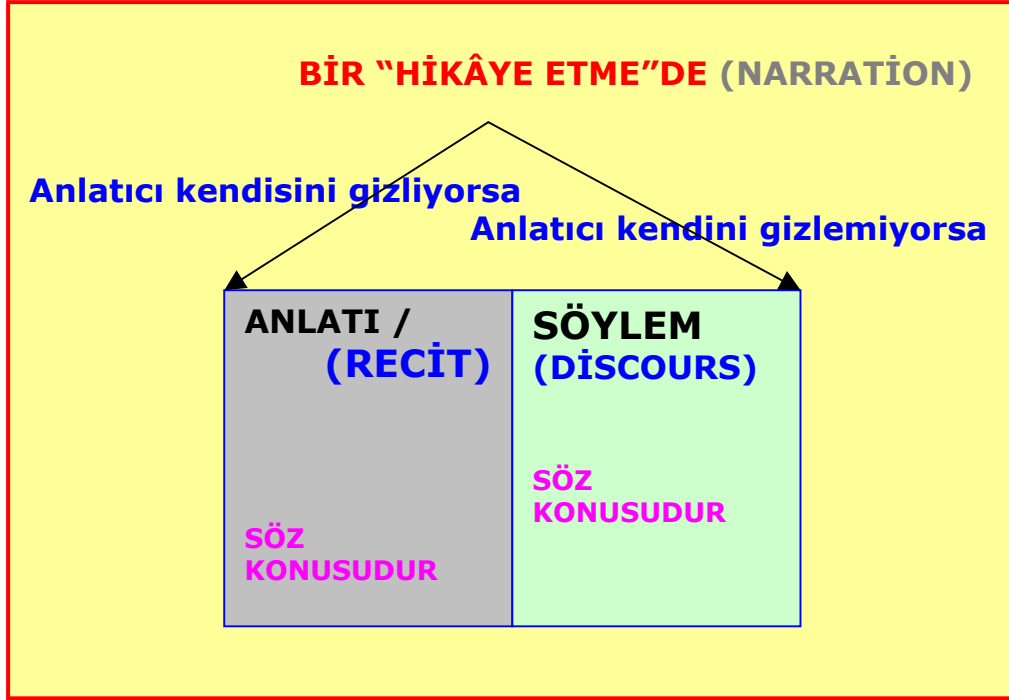 BİR “HİKÂYE ETME”DE (NARRATİON)
Anlatıcı kendisini gizliyorsa
Anlatıcı kendini gizlemiyorsa
ANLATI /
(RECİT)
SÖZ
KONUSUDUR
SÖYLEM
(DİSCOURS)
SÖZ
KONUSUDUR